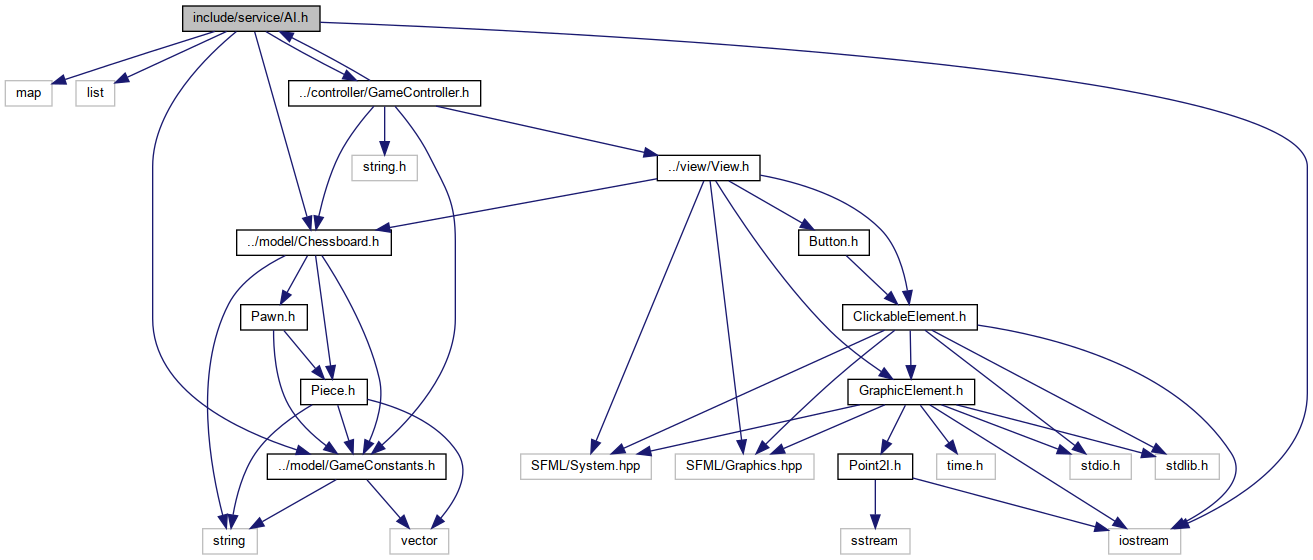 include/service/AI.h
map
list
../controller/GameController.h
string.h
../view/View.h
../model/Chessboard.h
Button.h
Pawn.h
ClickableElement.h
Piece.h
GraphicElement.h
../model/GameConstants.h
SFML/System.hpp
SFML/Graphics.hpp
Point2I.h
time.h
stdio.h
stdlib.h
string
vector
sstream
iostream